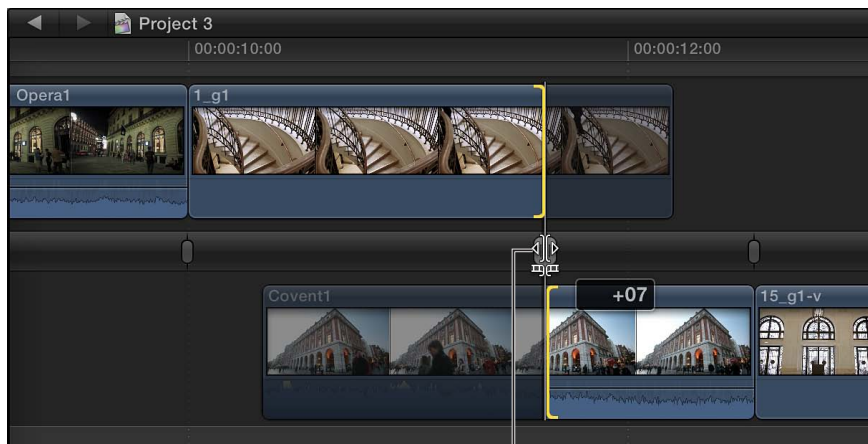 Project 3
00:00:10:00
00:00:12:00
Opera1
1_g1
+07
Covent1
15_g1-v